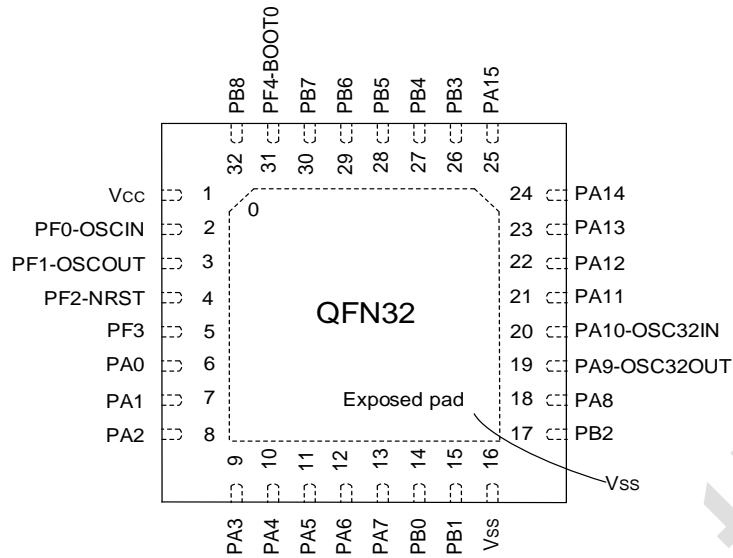 PB8
PF4-BOOT0
PB7
PB6
PB5
PB4
PB3
PA15
32
31
30
29
28
27
26
25
VCC 1
PF0-OSCIN 2
PF1-OSCOUT 3
PF2-NRST 4
PF3 5
PA0 6
PA1 7
PA2 8
0
QFN32
Exposed pad
24 PA14
23 PA13
22 PA12
21 PA11
20 PA10-OSC32IN
19 PA9-OSC32OUT
18 PA8
17 PB2
VSS
9
10
11
12
13
14
15
16
PA3
PA4
PA5
PA6
PA7
PB0
PB1
VSS